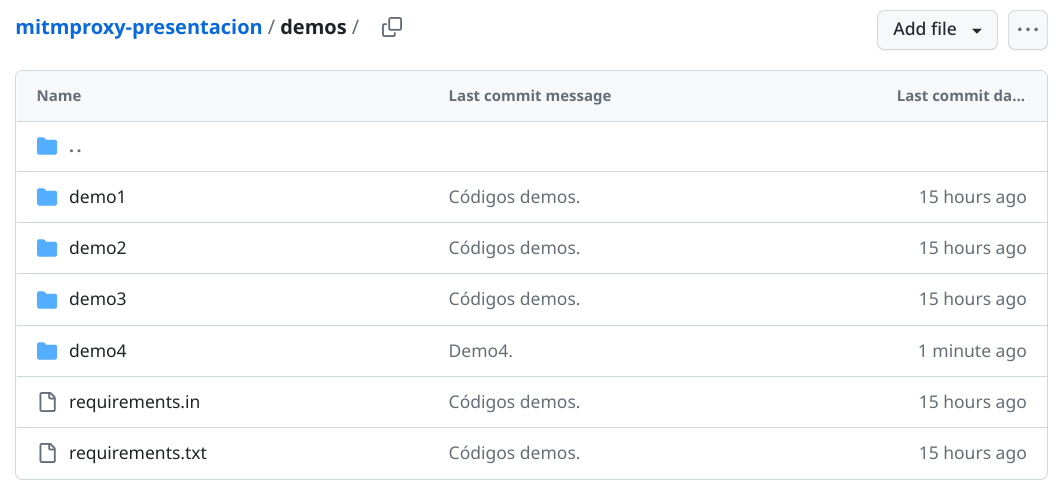 mitmproxy-presentacion / demos /
Add file
...
Name Last commit message Last commit da...
..
demo1 Códigos demos. 15 hours ago
demo2 Códigos demos. 15 hours ago
demo3 Códigos demos. 15 hours ago
demo4 Demo4. 1 minute ago
requirements.in Códigos demos. 15 hours ago
requirements.txt Códigos demos. 15 hours ago